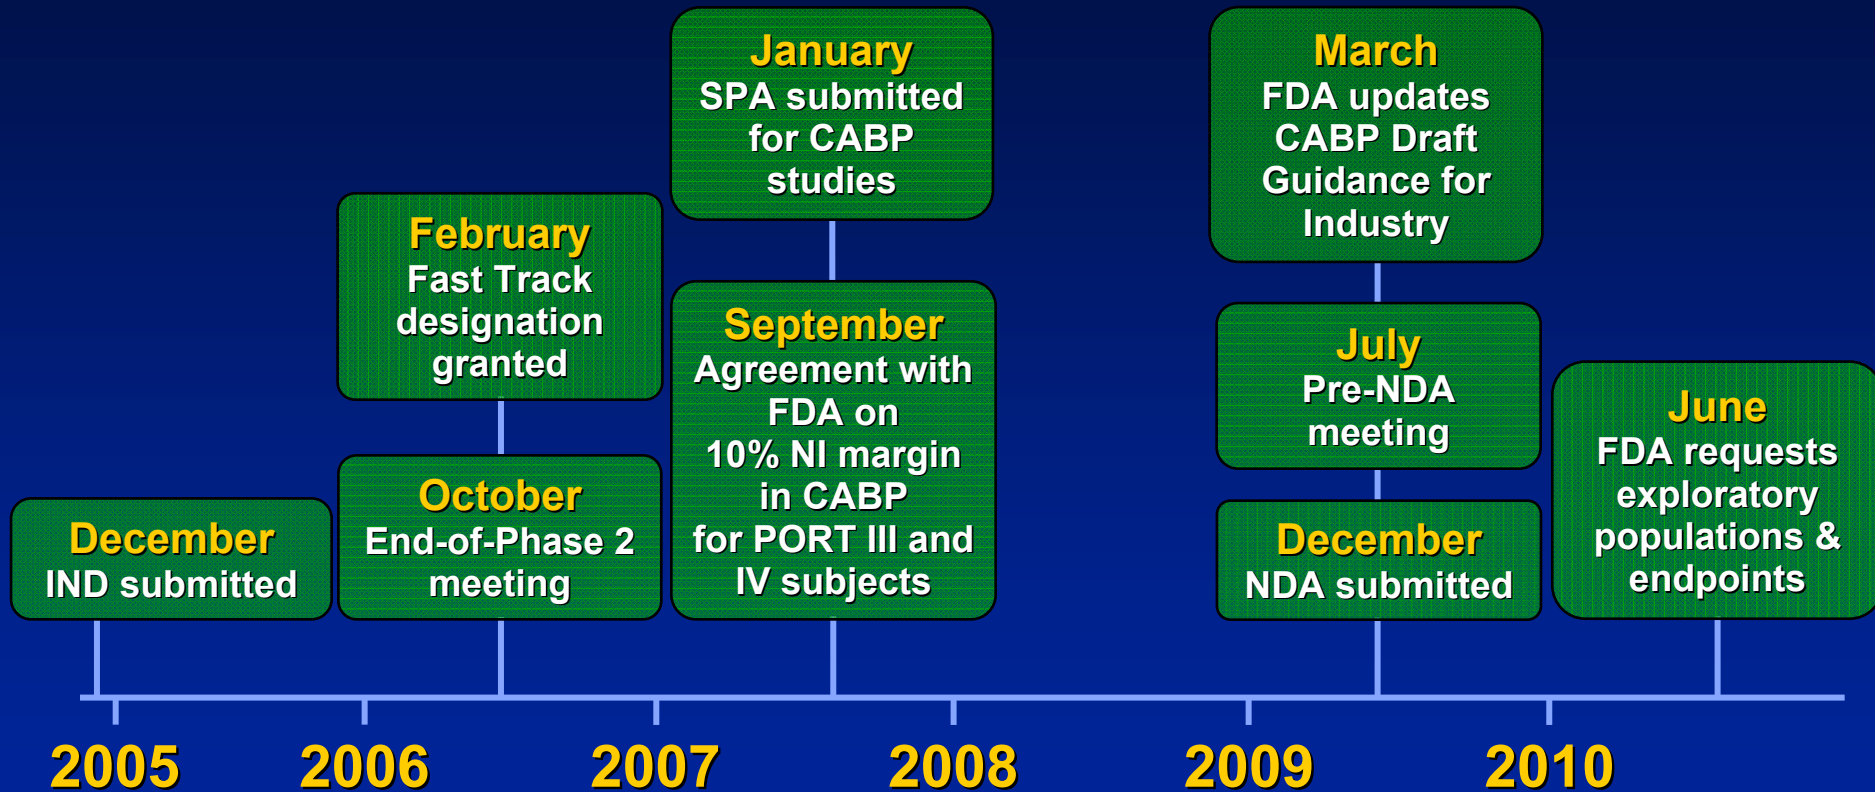 December
IND submitted
February
Fast Track
designation
granted
October
End-of-Phase 2
meeting
January
SPA submitted
for CABP
studies
September
Agreement with
FDA on
10% NI margin
in CABP
for PORT III and
IV subjects
March
FDA updates
CABP Draft
Guidance for
Industry
July
Pre-NDA
meeting
December
NDA submitted
June
FDA requests
exploratory
populations &
endpoints
2005
2006
2007
2008
2009
2010